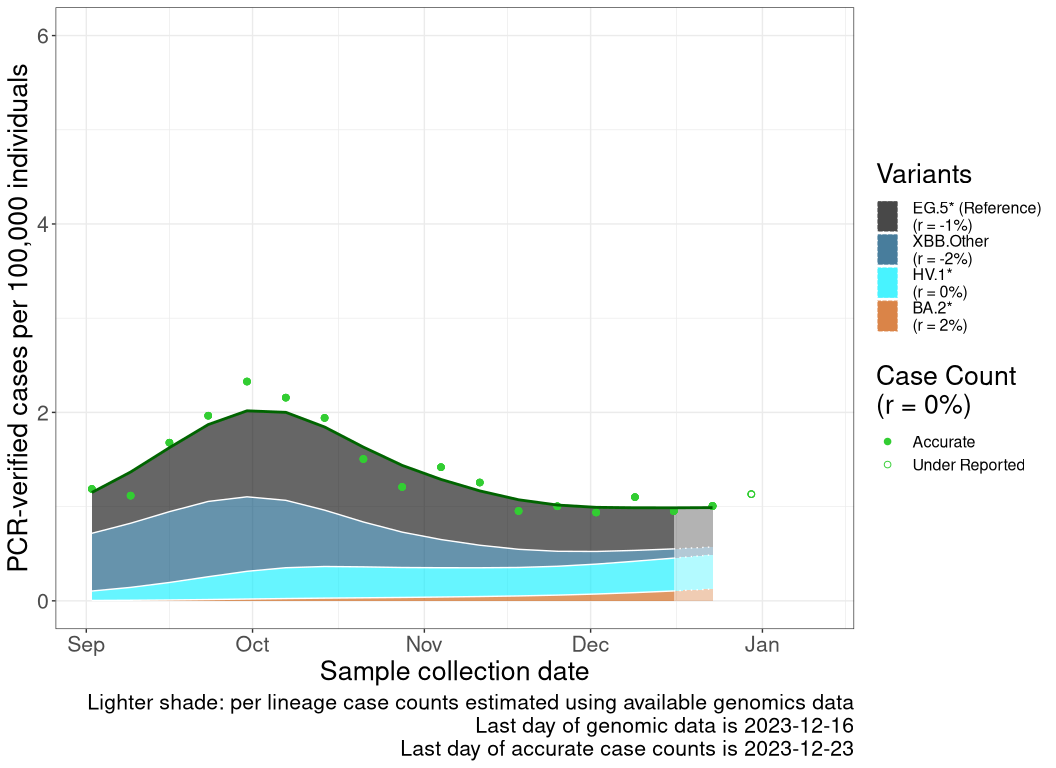 PCR-verified cases per 100,000 individuals
6
4
2
0
Sep Oct Nov Dec Jan
Sample collection date
Lighter shade: per lineage case counts estimated using available genomics data
Last day of genomic data is 2023-12-16
Last day of accurate case counts is 2023-12-23
Variants
EG.5* (Reference)
(r = -1%)
XBB.Other
(r = -2%)
HV.1*
(r = 0%)
BA.2*
(r = 2%)
Case Count
(r = 0%)
Accurate
Under Reported